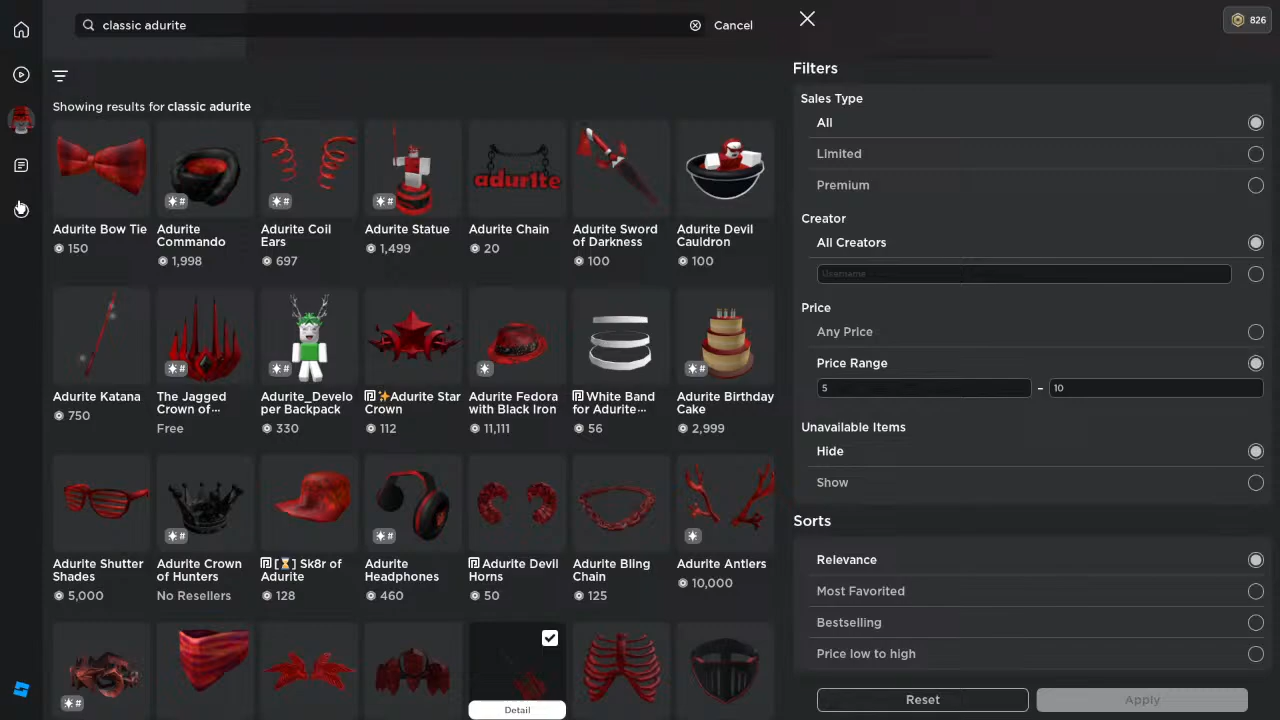 classic adurite
Cancel
826
Showing results for classic adurite
Adurite Bow Tie
150
#
Adurite
Commando
1,998
#
Adurite Coil
Ears
697
#
Adurite Statue
1,499
adurite
Adurite Chain
20
Adurite Sword
of Darkness
100
Adurite Devil
Cauldron
100
Adurite Katana
750
#
The Jagged
Crown of...
Free
#
Adurite_Develo
per Backpack
330
Adurite Star
Crown
112
Adurite Fedora
with Black Iron
11,111
White Band
for Adurite...
56
#
Adurite Birthday
Cake
2,999
Adurite Shutter
Shades
5,000
#
Adurite Crown
of Hunters
No Resellers
[⌛] Sk8r of
Adurite
128
#
Adurite
Headphones
460
Adurite Devil
Horns
50
Adurite Bling
Chain
125
Adurite Antlers
10,000
#
Detail
Filters
Sales Type
All
Limited
Premium
Creator
All Creators
Username
Price
Any Price
Price Range
5 – 10
Unavailable Items
Hide
Show
Sorts
Relevance
Most Favorited
Bestselling
Price low to high
Reset
Apply